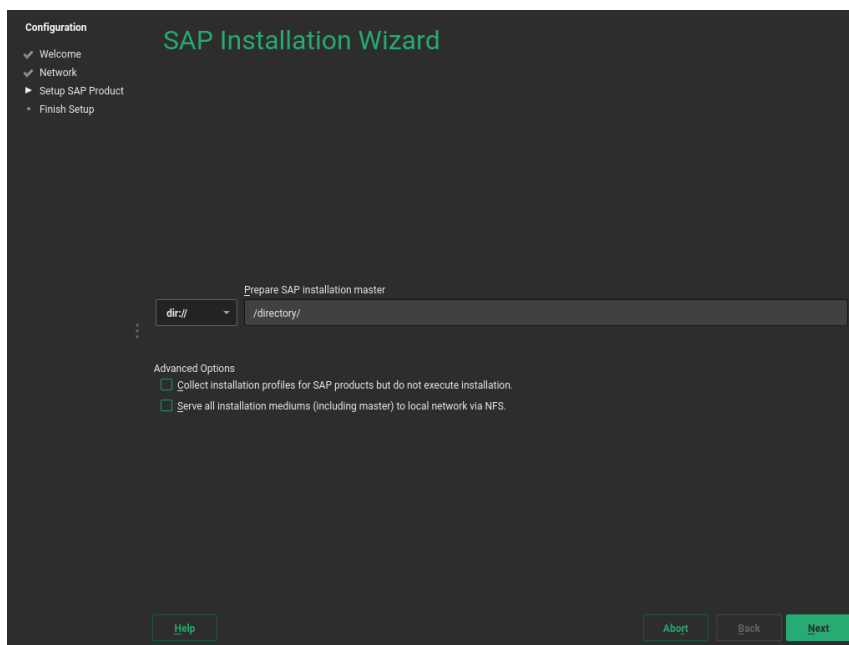 Configuration
Welcome
Network
Setup SAP Product
Finish Setup
SAP Installation Wizard
Prepare SAP installation master
dir:// /directory/
Advanced Options
Collect installation profiles for SAP products but do not execute installation.
Serve all installation mediums (including master) to local network via NFS.
Help Abort Back Next